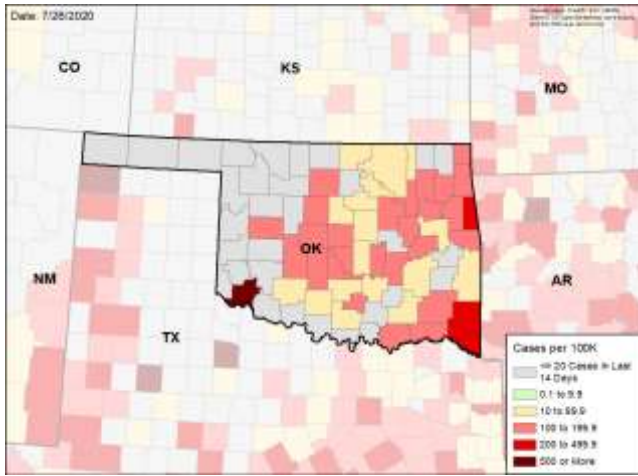 Date: 7/26/2020
CO
KS
MO
OK
NM
AR
TX
Cases per 100K
<= 20 Cases in Last
14 Days
0.1 to 9.9
10 to 99.9
100 to 199.9
200 to 499.9
500 or More